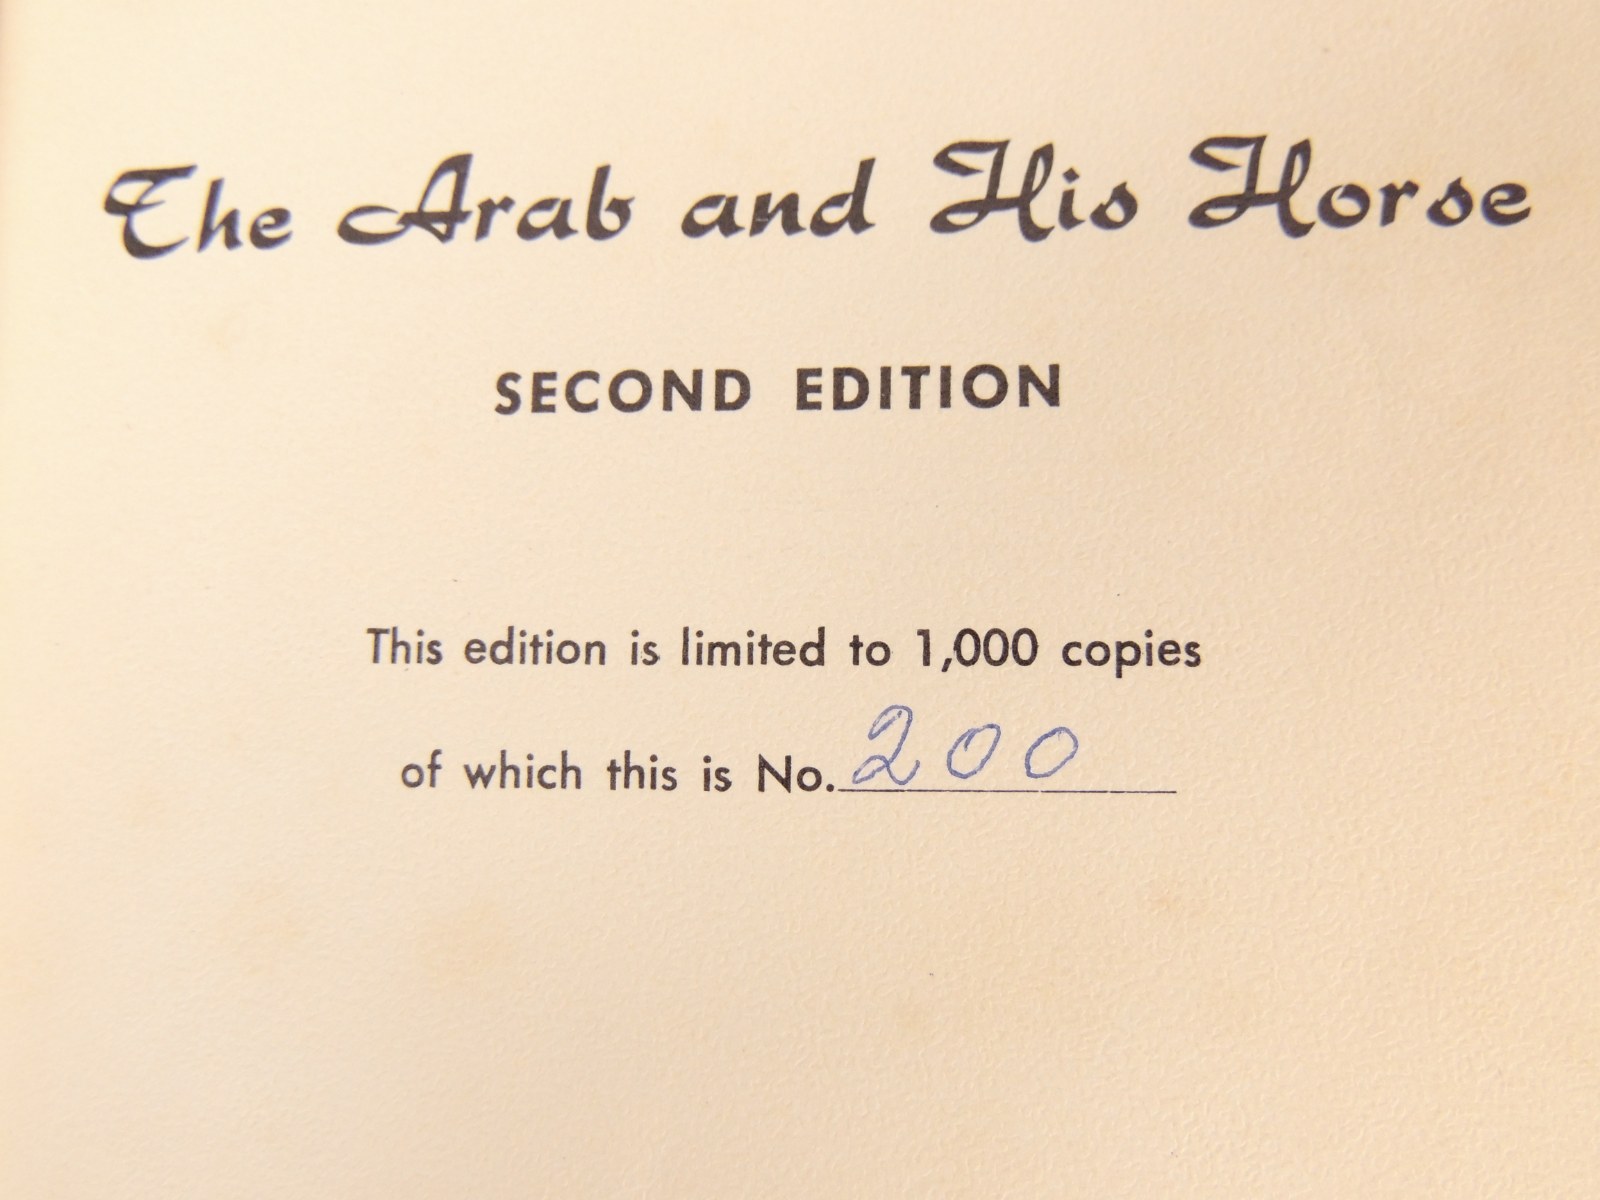 The Arab and His Horse
SECOND EDITION
This edition is limited to 1,000 copies
of which this is No. 200